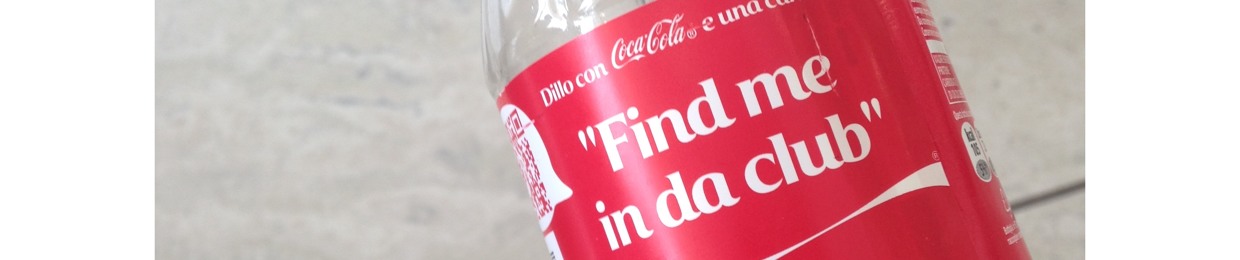 Dillo con Coca-Cola® e una
"Find me
in da club"